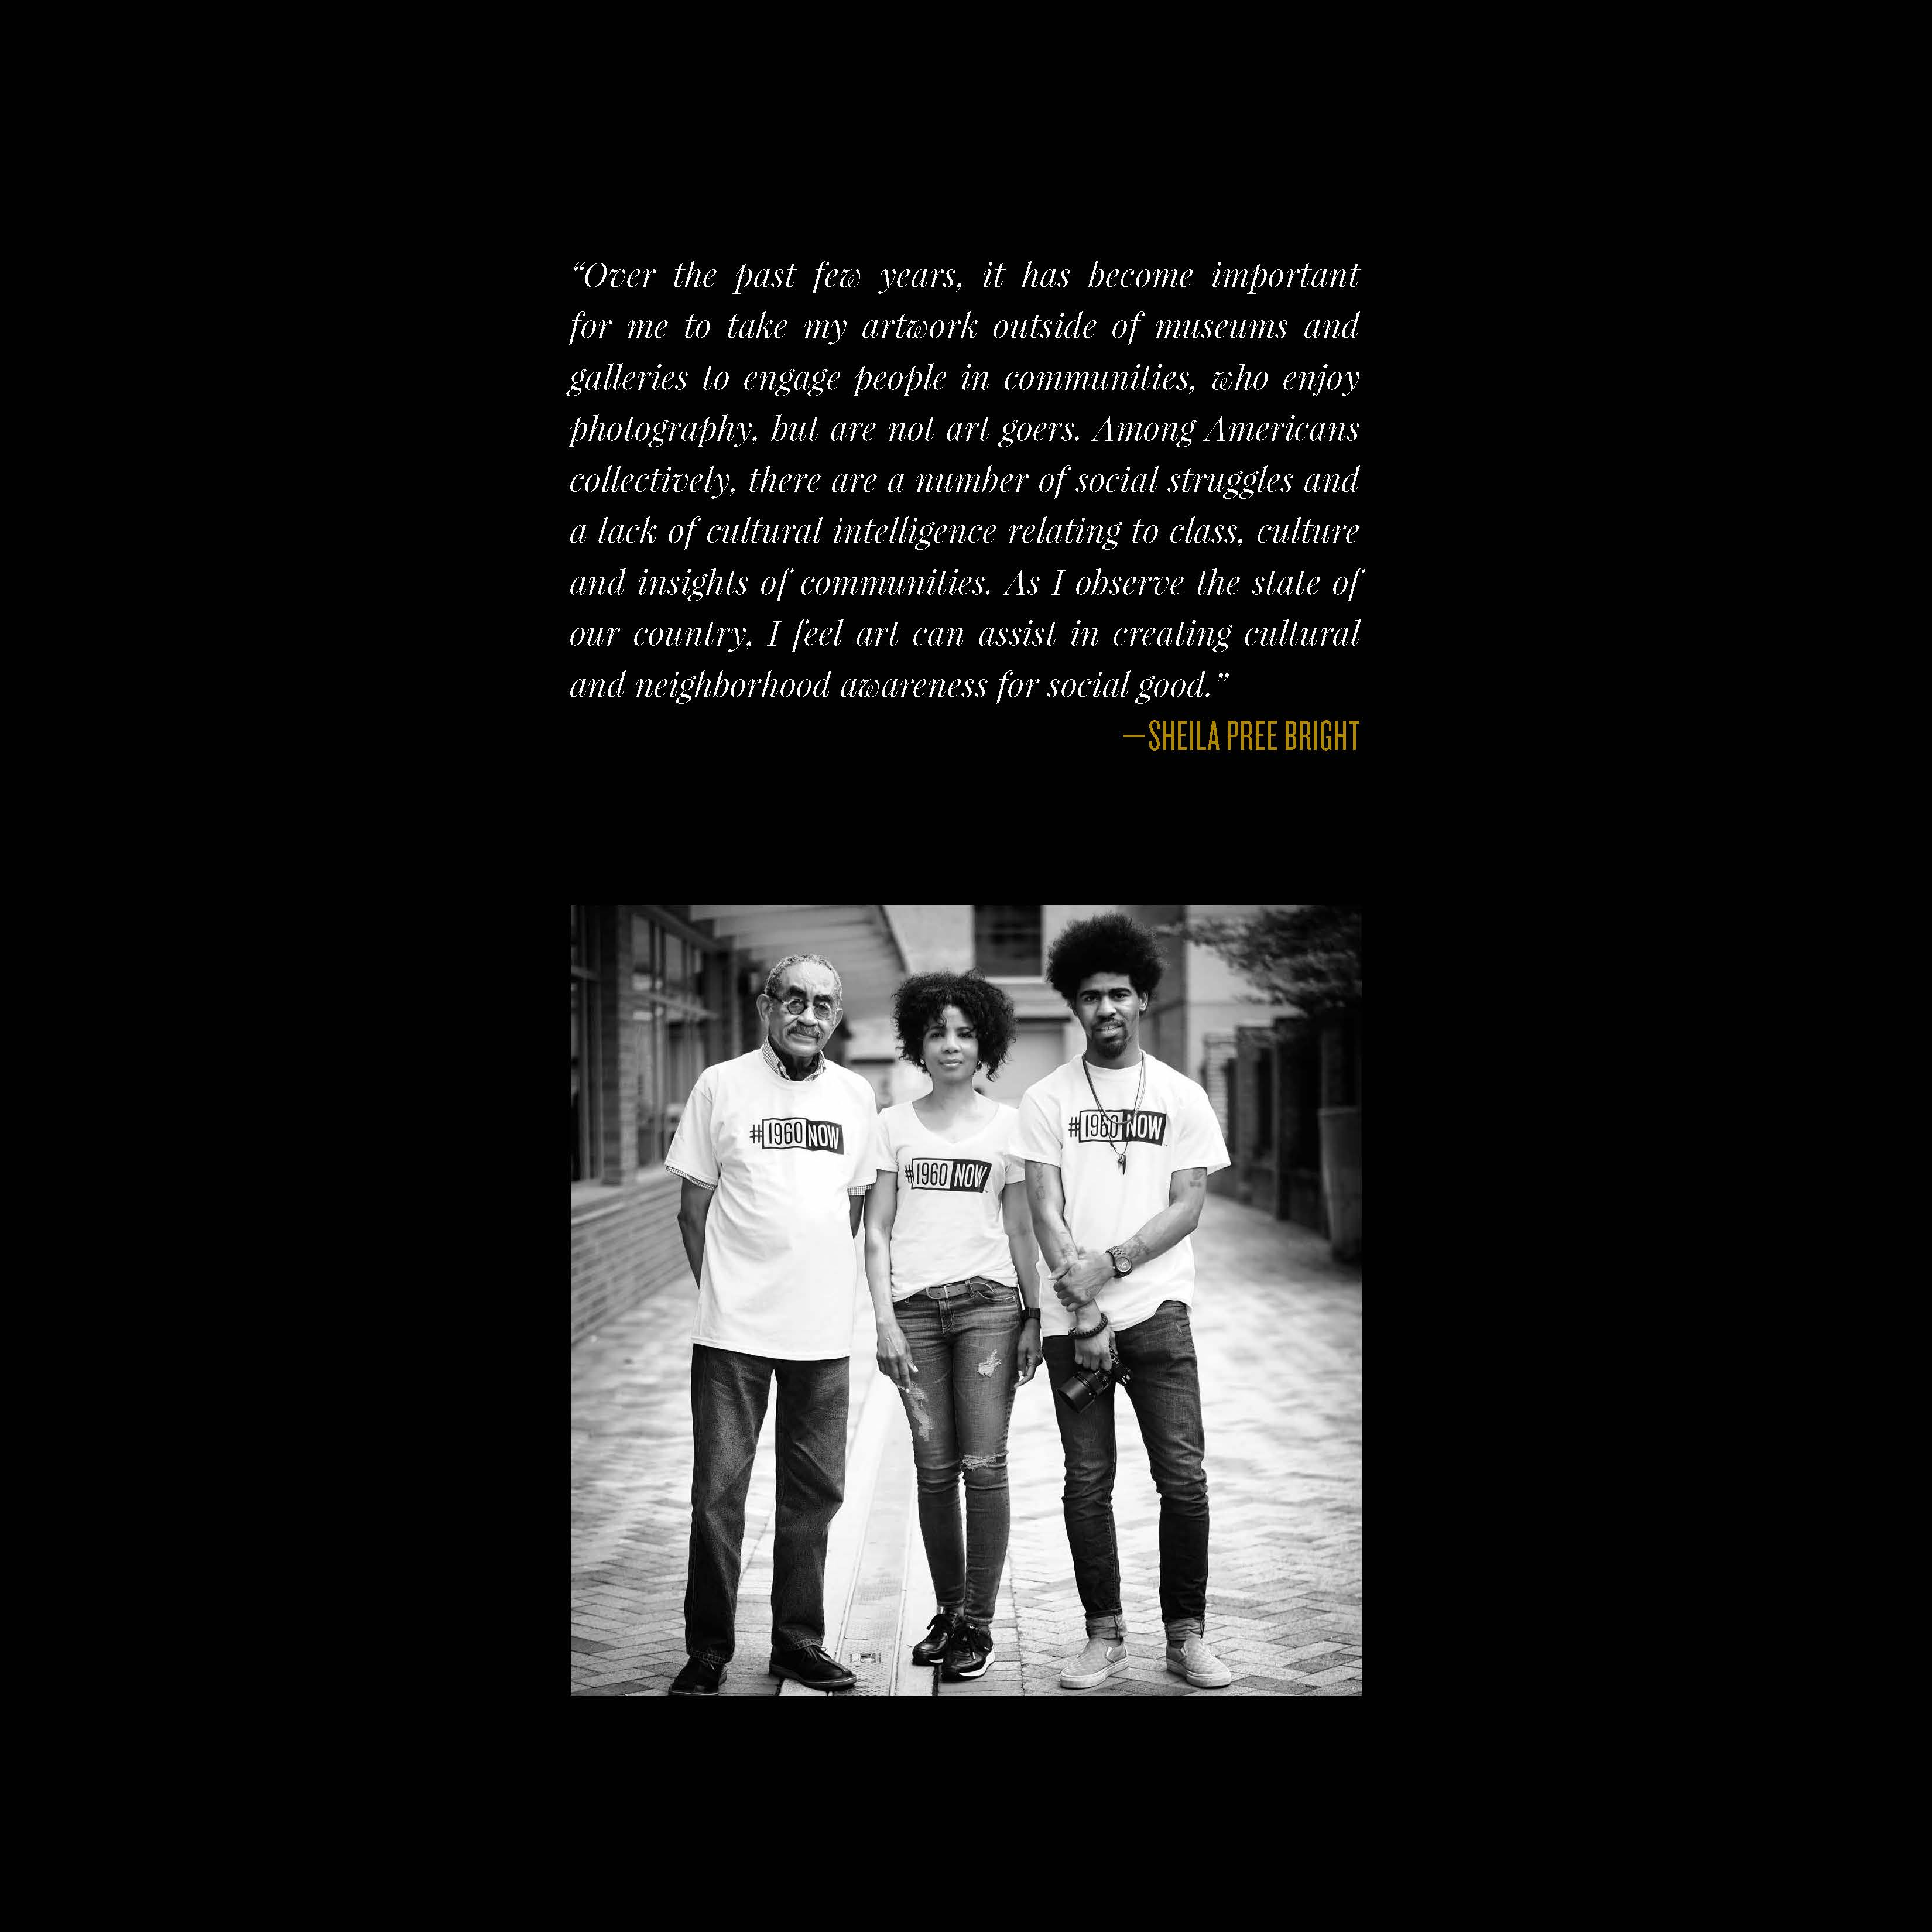 “Over the past few years, it has become important
for me to take my artwork outside of museums and
galleries to engage people in communities, who enjoy
photography, but are not art goers. Among Americans
collectively, there are a number of social struggles and
a lack of cultural intelligence relating to class, culture
and insights of communities. As I observe the state of
our country, I feel art can assist in creating cultural
and neighborhood awareness for social good.”
—SHEILA PREE BRIGHT
#1960NOW
#1960NOW
#1960NOW